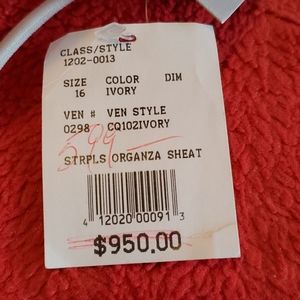 CLASS/STYLE
1202-0013
SIZE COLOR DIM
16 IVORY
VEN # VEN STYLE
0298 CQ102IVORY
599
STRPLS ORGANZA SHEAT
4 12020 00091 3
$950.00